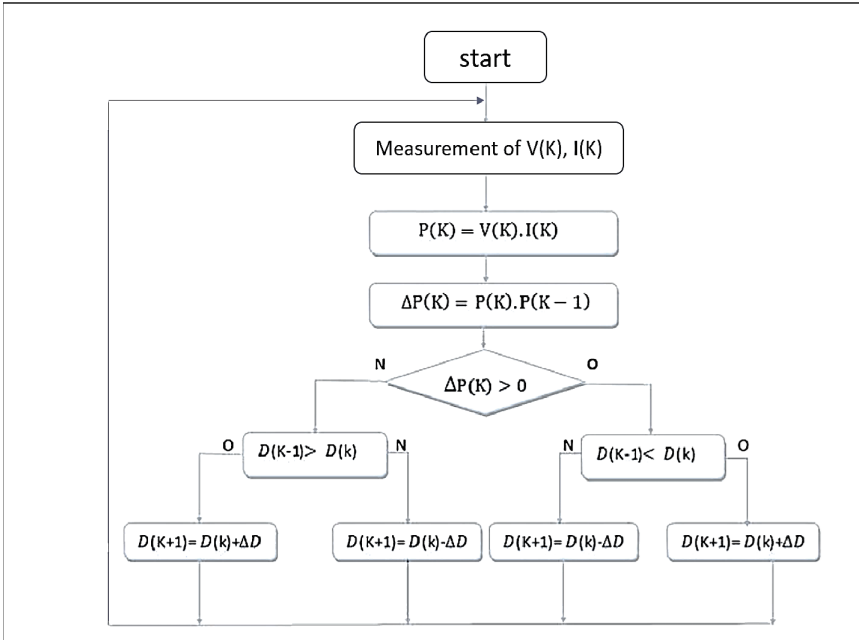 start
Measurement of V(K), I(K)
P(K) = V(K).I(K)
ΔP(K) = P(K).P(K − 1)
N
O
ΔP(K) > 0
O
D(K-1)> D(k)
N
N
D(K-1)< D(k)
O
D(K+1)= D(k)+ΔD
D(K+1)= D(k)-ΔD
D(K+1)= D(k)-ΔD
D(K+1)= D(k)+ΔD